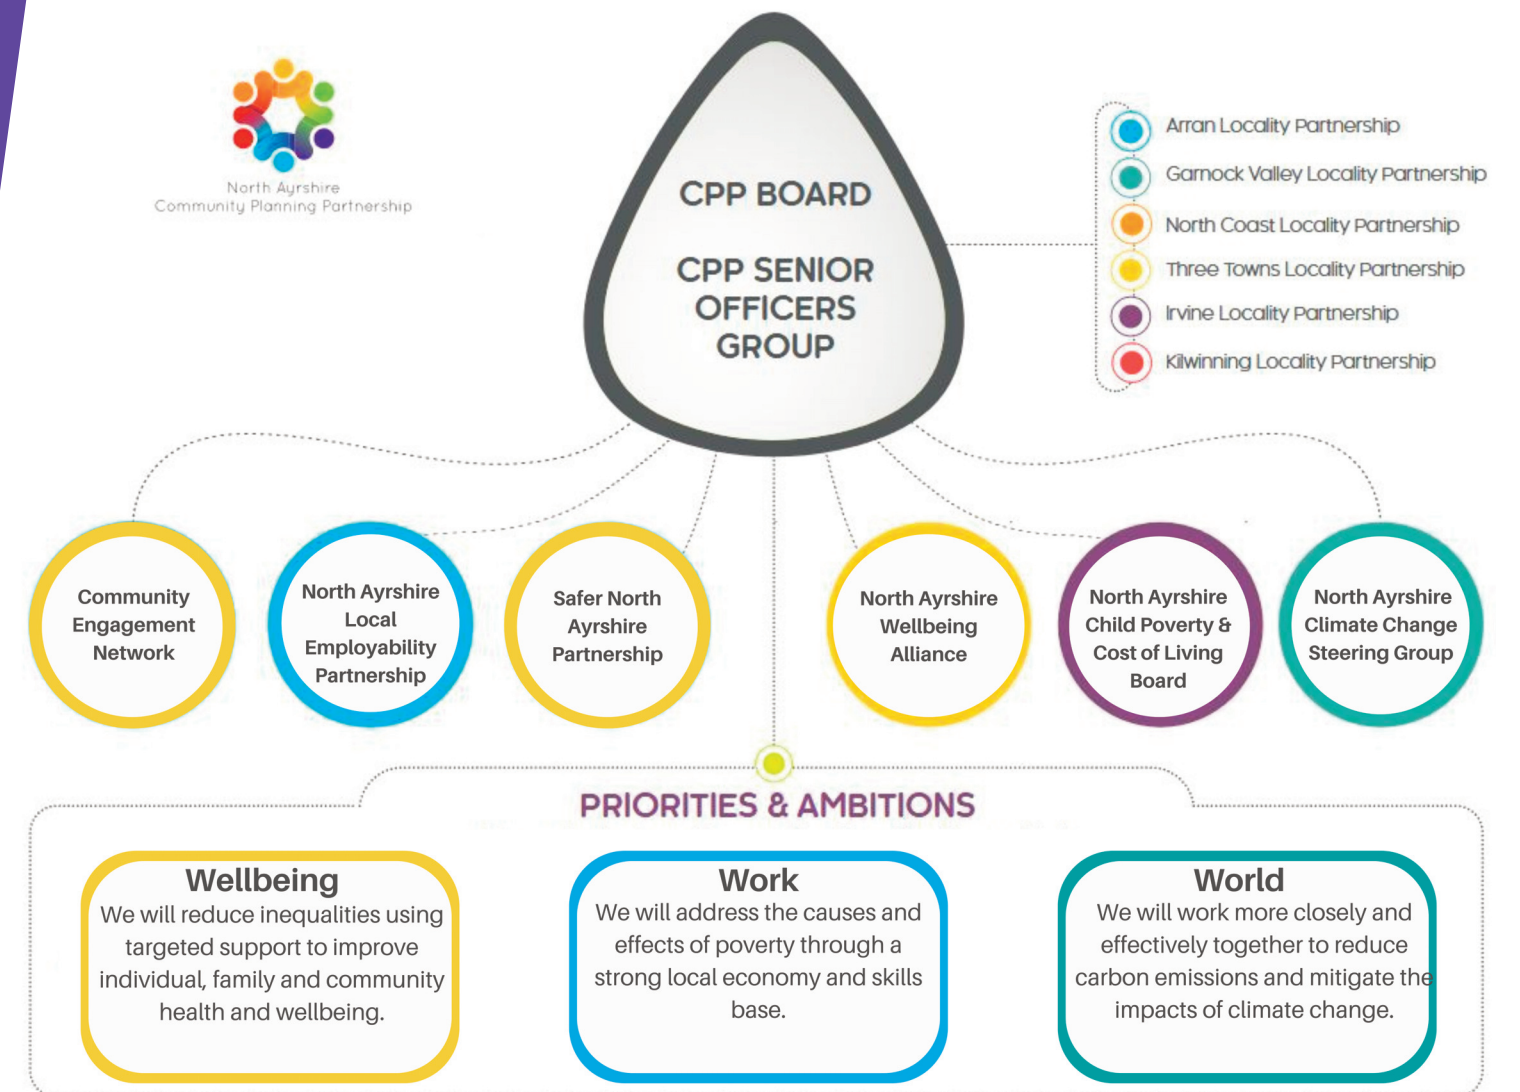 North Ayrshire
Community Planning Partnership
CPP BOARD
CPP SENIOR
OFFICERS
GROUP
Arran Locality Partnership
Garnock Valley Locality Partnership
North Coast Locality Partnership
Three Towns Locality Partnership
Irvine Locality Partnership
Kilwinning Locality Partnership
Community
Engagement
Network
North Ayrshire
Local
Employability
Partnership
Safer North
Ayrshire
Partnership
North Ayrshire
Wellbeing
Alliance
North Ayrshire
Child Poverty &
Cost of Living
Board
North Ayrshire
Climate Change
Steering Group
PRIORITIES & AMBITIONS
Wellbeing
We will reduce inequalities using
targeted support to improve
individual, family and community
health and wellbeing.
Work
We will address the causes and
effects of poverty through a
strong local economy and skills
base.
World
We will work more closely and
effectively together to reduce
carbon emissions and mitigate the
impacts of climate change.